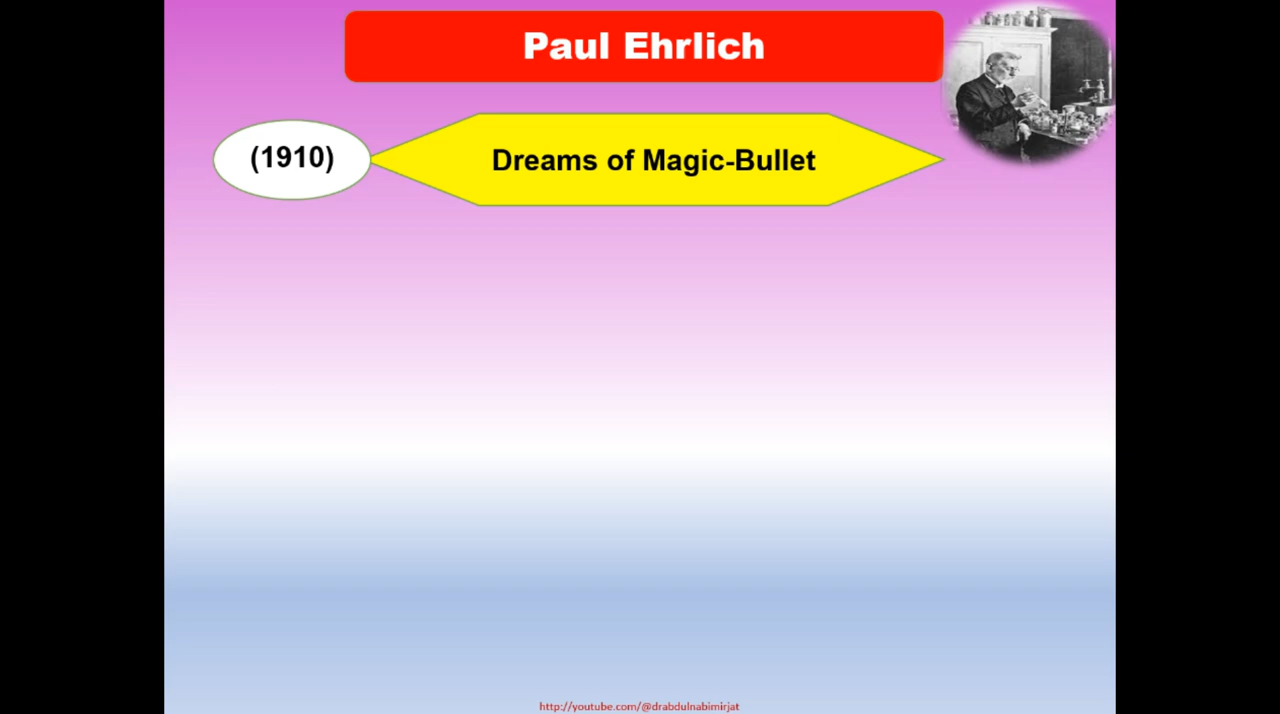 Paul Ehrlich
(1910)
Dreams of Magic-Bullet
http://youtube.com/@drabdulnabimirjat